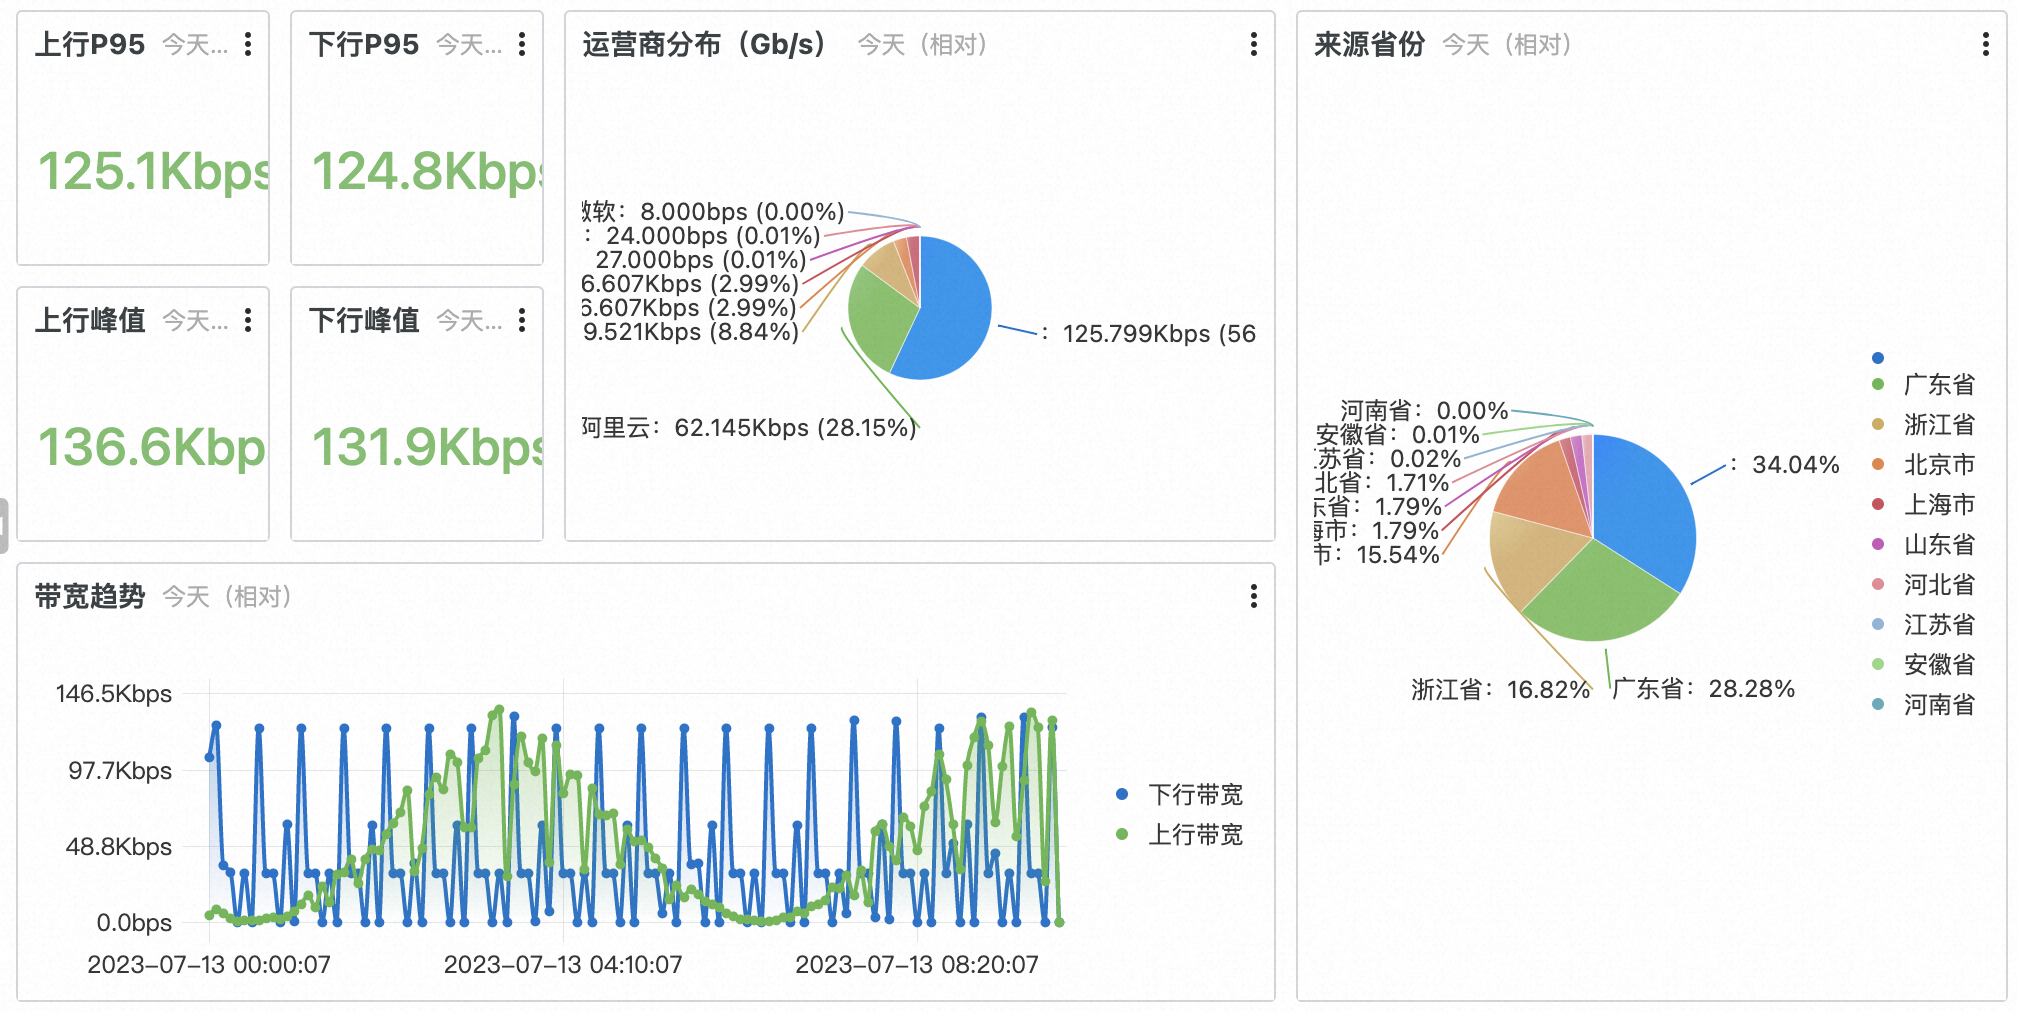 上行P95 今天...
125.1Kbps
下行P95 今天...
124.8Kbps
上行峰值 今天...
136.6Kbp
下行峰值 今天...
131.9Kbps
运营商分布（Gb/s） 今天（相对）
微软：8.000bps (0.00%)
：24.000bps (0.01%)
27.000bps (0.01%)
6.607Kbps (2.99%)
6.607Kbps (2.99%)
9.521Kbps (8.84%)
：125.799Kbps (56
阿里云：62.145Kbps (28.15%)
带宽趋势 今天（相对）
146.5Kbps
97.7Kbps
48.8Kbps
0.0bps
2023-07-13 00:00:07
2023-07-13 04:10:07
2023-07-13 08:20:07
下行带宽
上行带宽
来源省份 今天（相对）
河南省：0.00%
安徽省：0.01%
江苏省：0.02%
北省：1.71%
东省：1.79%
海市：1.79%
市：15.54%
：34.04%
浙江省：16.82%
广东省：28.28%
广东省
浙江省
北京市
上海市
山东省
河北省
江苏省
安徽省
河南省